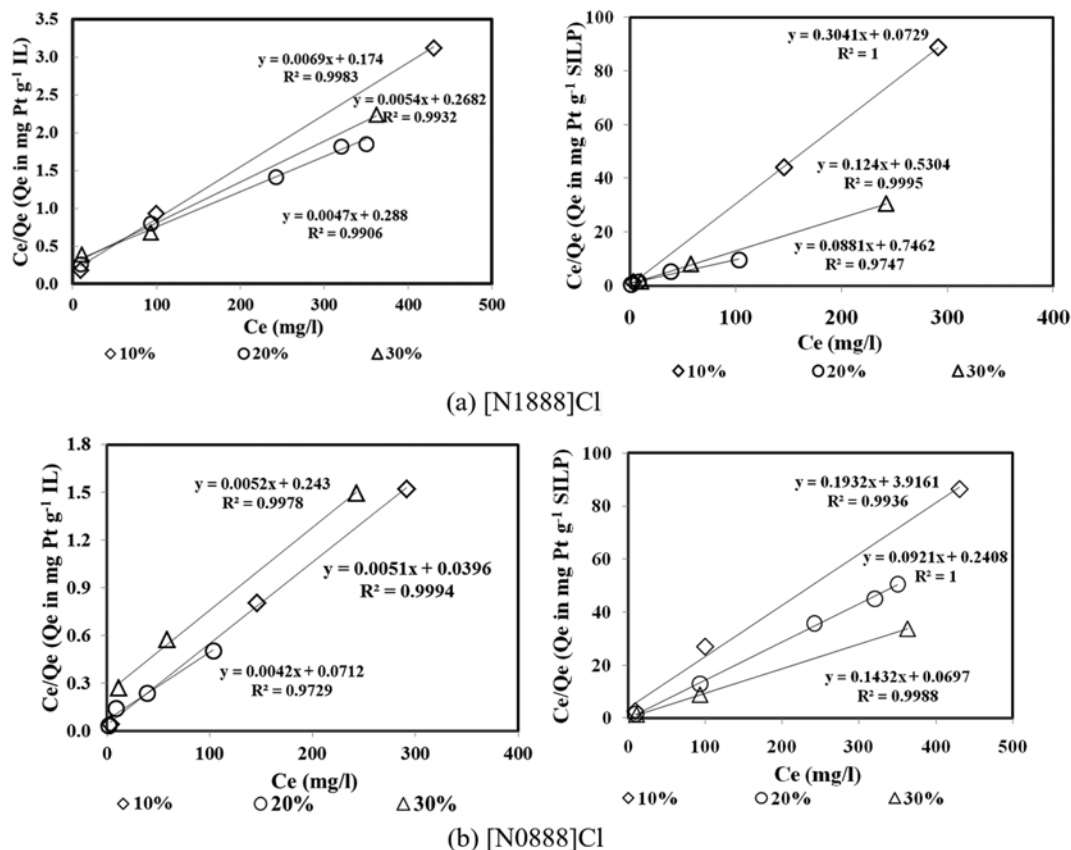 Ce/Qe (Qe in mg Pt g⁻¹ IL)
3.5
3.0
2.5
2.0
1.5
1.0
0.5
0.0
y = 0.0069x + 0.174
R² = 0.9983
y = 0.0054x + 0.2682
R² = 0.9932
y = 0.0047x + 0.288
R² = 0.9906
0 100 200 300 400 500
Ce (mg/l)
10% 20% 30%
Ce/Qe (Qe in mg Pt g⁻¹ SILP)
100
80
60
40
20
0
y = 0.3041x + 0.0729
R² = 1
y = 0.124x + 0.5304
R² = 0.9995
y = 0.0881x + 0.7462
R² = 0.9747
0 100 200 300 400
Ce (mg/l)
10% 20% 30%
(a) [N1888]Cl
Ce/Qe (Qe in mg Pt g⁻¹ IL)
1.8
1.5
1.2
0.9
0.6
0.3
0.0
y = 0.0052x + 0.243
R² = 0.9978
y = 0.0051x + 0.0396
R² = 0.9994
y = 0.0042x + 0.0712
R² = 0.9729
0 100 200 300 400
Ce (mg/l)
10% 20% 30%
Ce/Qe (Qe in mg Pt g⁻¹ SILP)
100
80
60
40
20
0
y = 0.1932x + 3.9161
R² = 0.9936
y = 0.0921x + 0.2408
R² = 1
y = 0.1432x + 0.0697
R² = 0.9988
0 100 200 300 400 500
Ce (mg/l)
10% 20% 30%
(b) [N0888]Cl